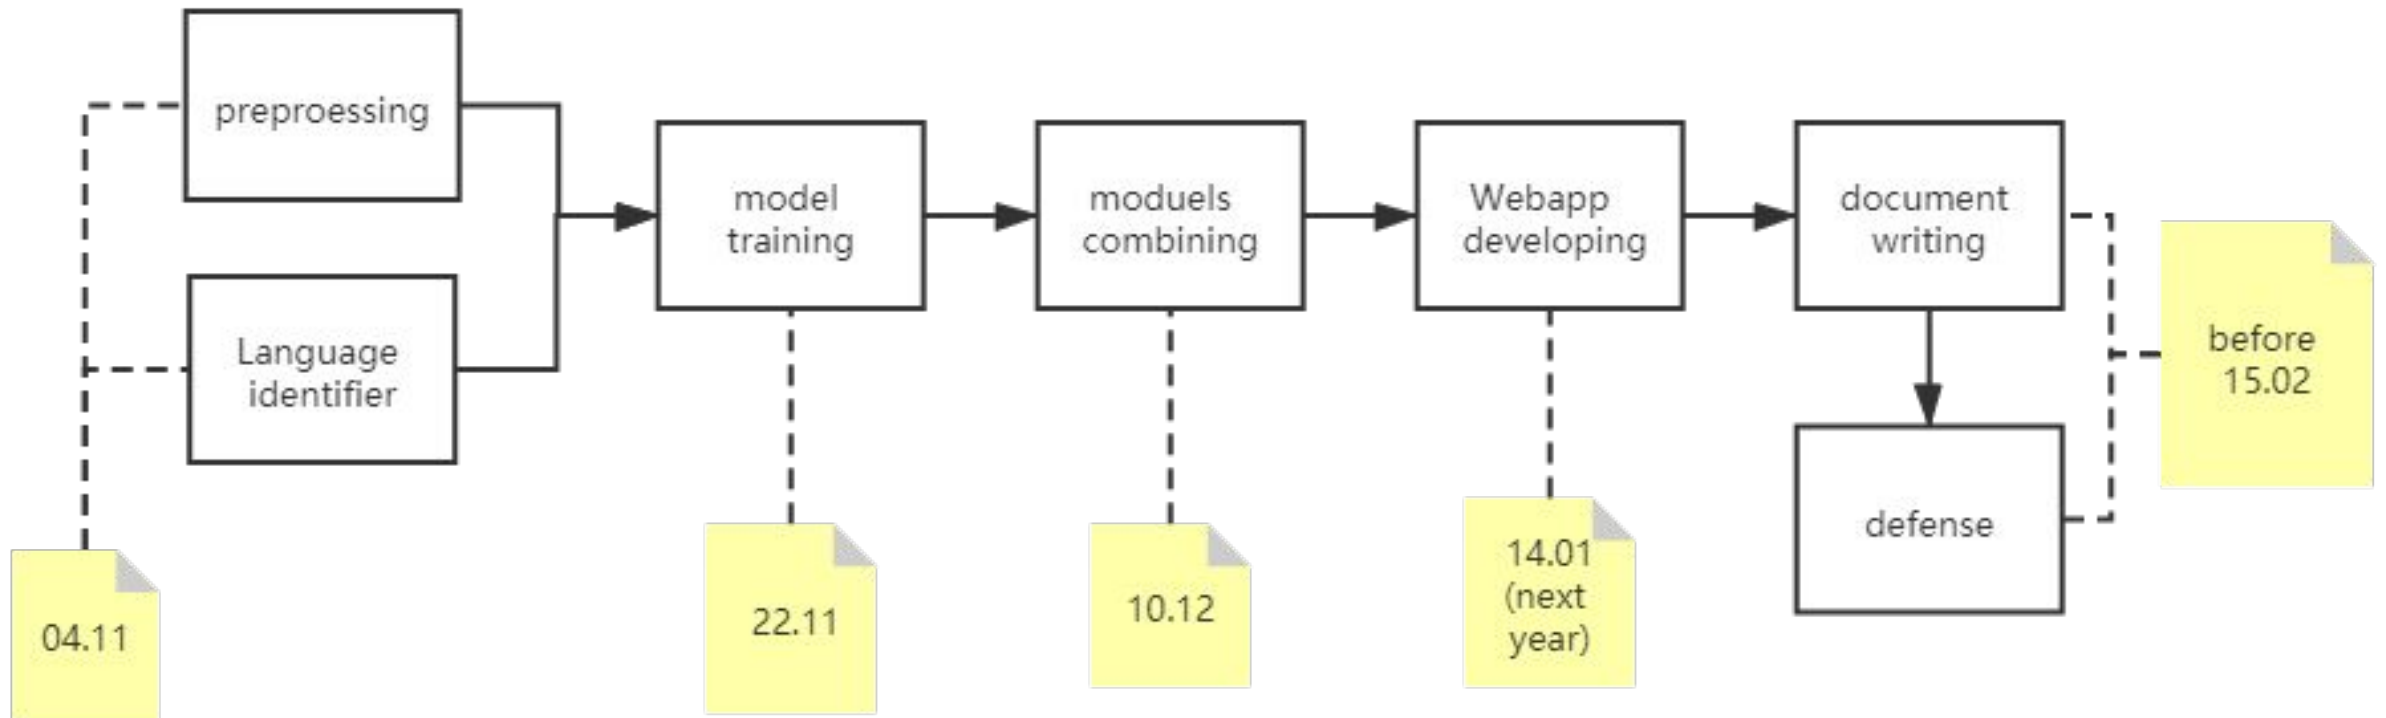 preproessing
Language
identifier
model
training
moduels
combining
Webapp
developing
document
writing
defense
before
15.02
04.11
22.11
10.12
14.01
(next
year)